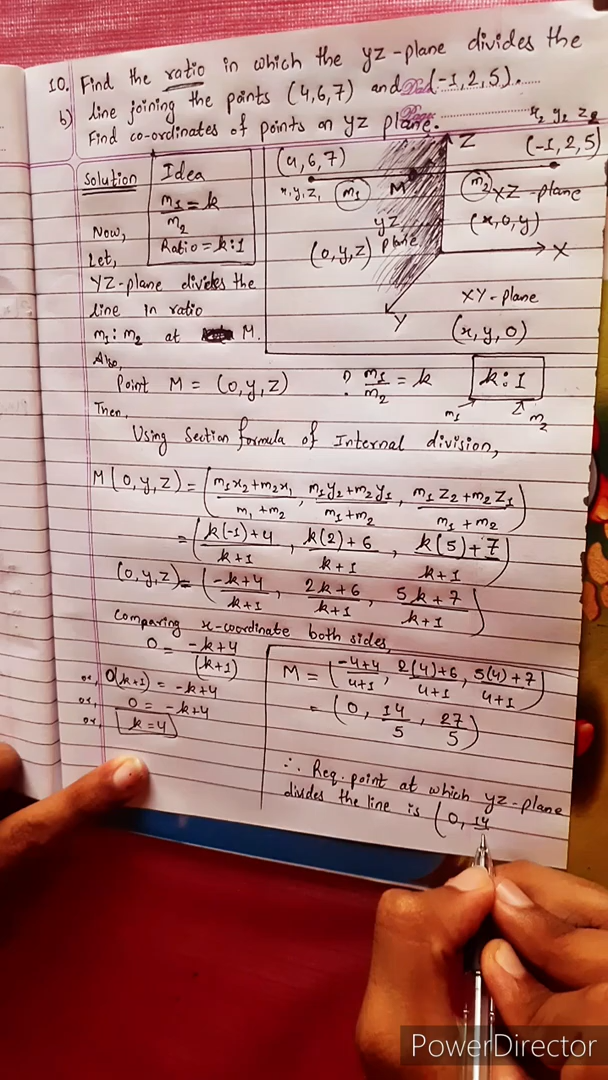 10. Find the ratio in which the yz-plane divides the
b) line joining the points (4,6,7) and (-1,2,5).
Find co-ordinates of points on yz plane.
Date
Page
Solution
Idea
m1/m2 = k
Ratio = k:1
(4,6,7)
x1 y1 z1
m1
M
m2
x2 y2 z2
(-1,2,5)
Z
XZ-plane
(x,0,y)
yz
plane
(0,y,z)
X
Y
XY-plane
(x,y,0)
Now,
Let,
YZ-plane divides the
line in ratio
m1:m2 at M.
Also,
Point M = (0,y,z) m1/m2 = k k:1
m1 m2
Then,
Using Section formula of Internal division,
M(0,y,z) = ((m1x2+m2x1)/(m1+m2), (m1y2+m2y1)/(m1+m2), (m1z2+m2z1)/(m1+m2))
= ((k(-1)+4)/(k+1), (k(2)+6)/(k+1), (k(5)+7)/(k+1))
(0,y,z) = ((-k+4)/(k+1), (2k+6)/(k+1), (5k+7)/(k+1))
Comparing x-coordinate both sides,
0 = (-k+4)/(k+1)
or, 0(k+1) = -k+4
or, 0 = -k+4
or, k=4
M = ((-4+4)/(4+1), (2(4)+6)/(4+1), (5(4)+7)/(4+1))
= (0, 14/5, 27/5)
∴ Req. point at which yz-plane
divides the line is (0, 14
PowerDirector